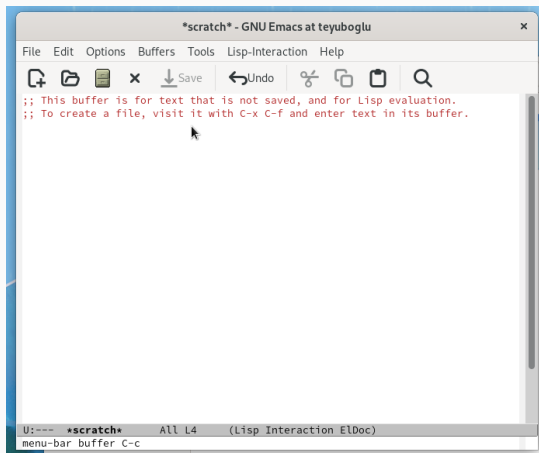 *scratch* - GNU Emacs at teyuboglu
File Edit Options Buffers Tools Lisp-Interaction Help
Save Undo
;; This buffer is for text that is not saved, and for Lisp evaluation.
;; To create a file, visit it with C-x C-f and enter text in its buffer.
U:--- *scratch* All L4 (Lisp Interaction ElDoc)
menu-bar buffer C-c